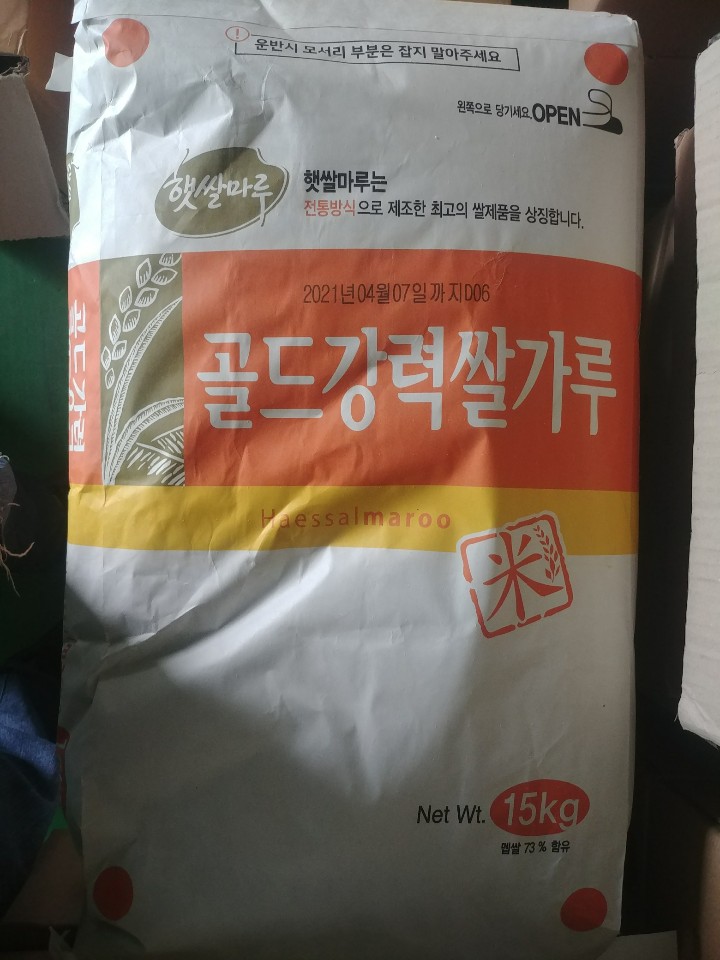 ! 운반시 모서리 부분은 잡지 말아주세요
왼쪽으로 당기세요. OPEN
햇쌀마루
햇쌀마루는
전통방식으로 제조한 최고의 쌀제품을 상징합니다.
2021년04월07일까지D06
골드강력쌀가루
골드강력
Haessalmaroo
米
Net Wt. 15kg
멥쌀 73% 함유